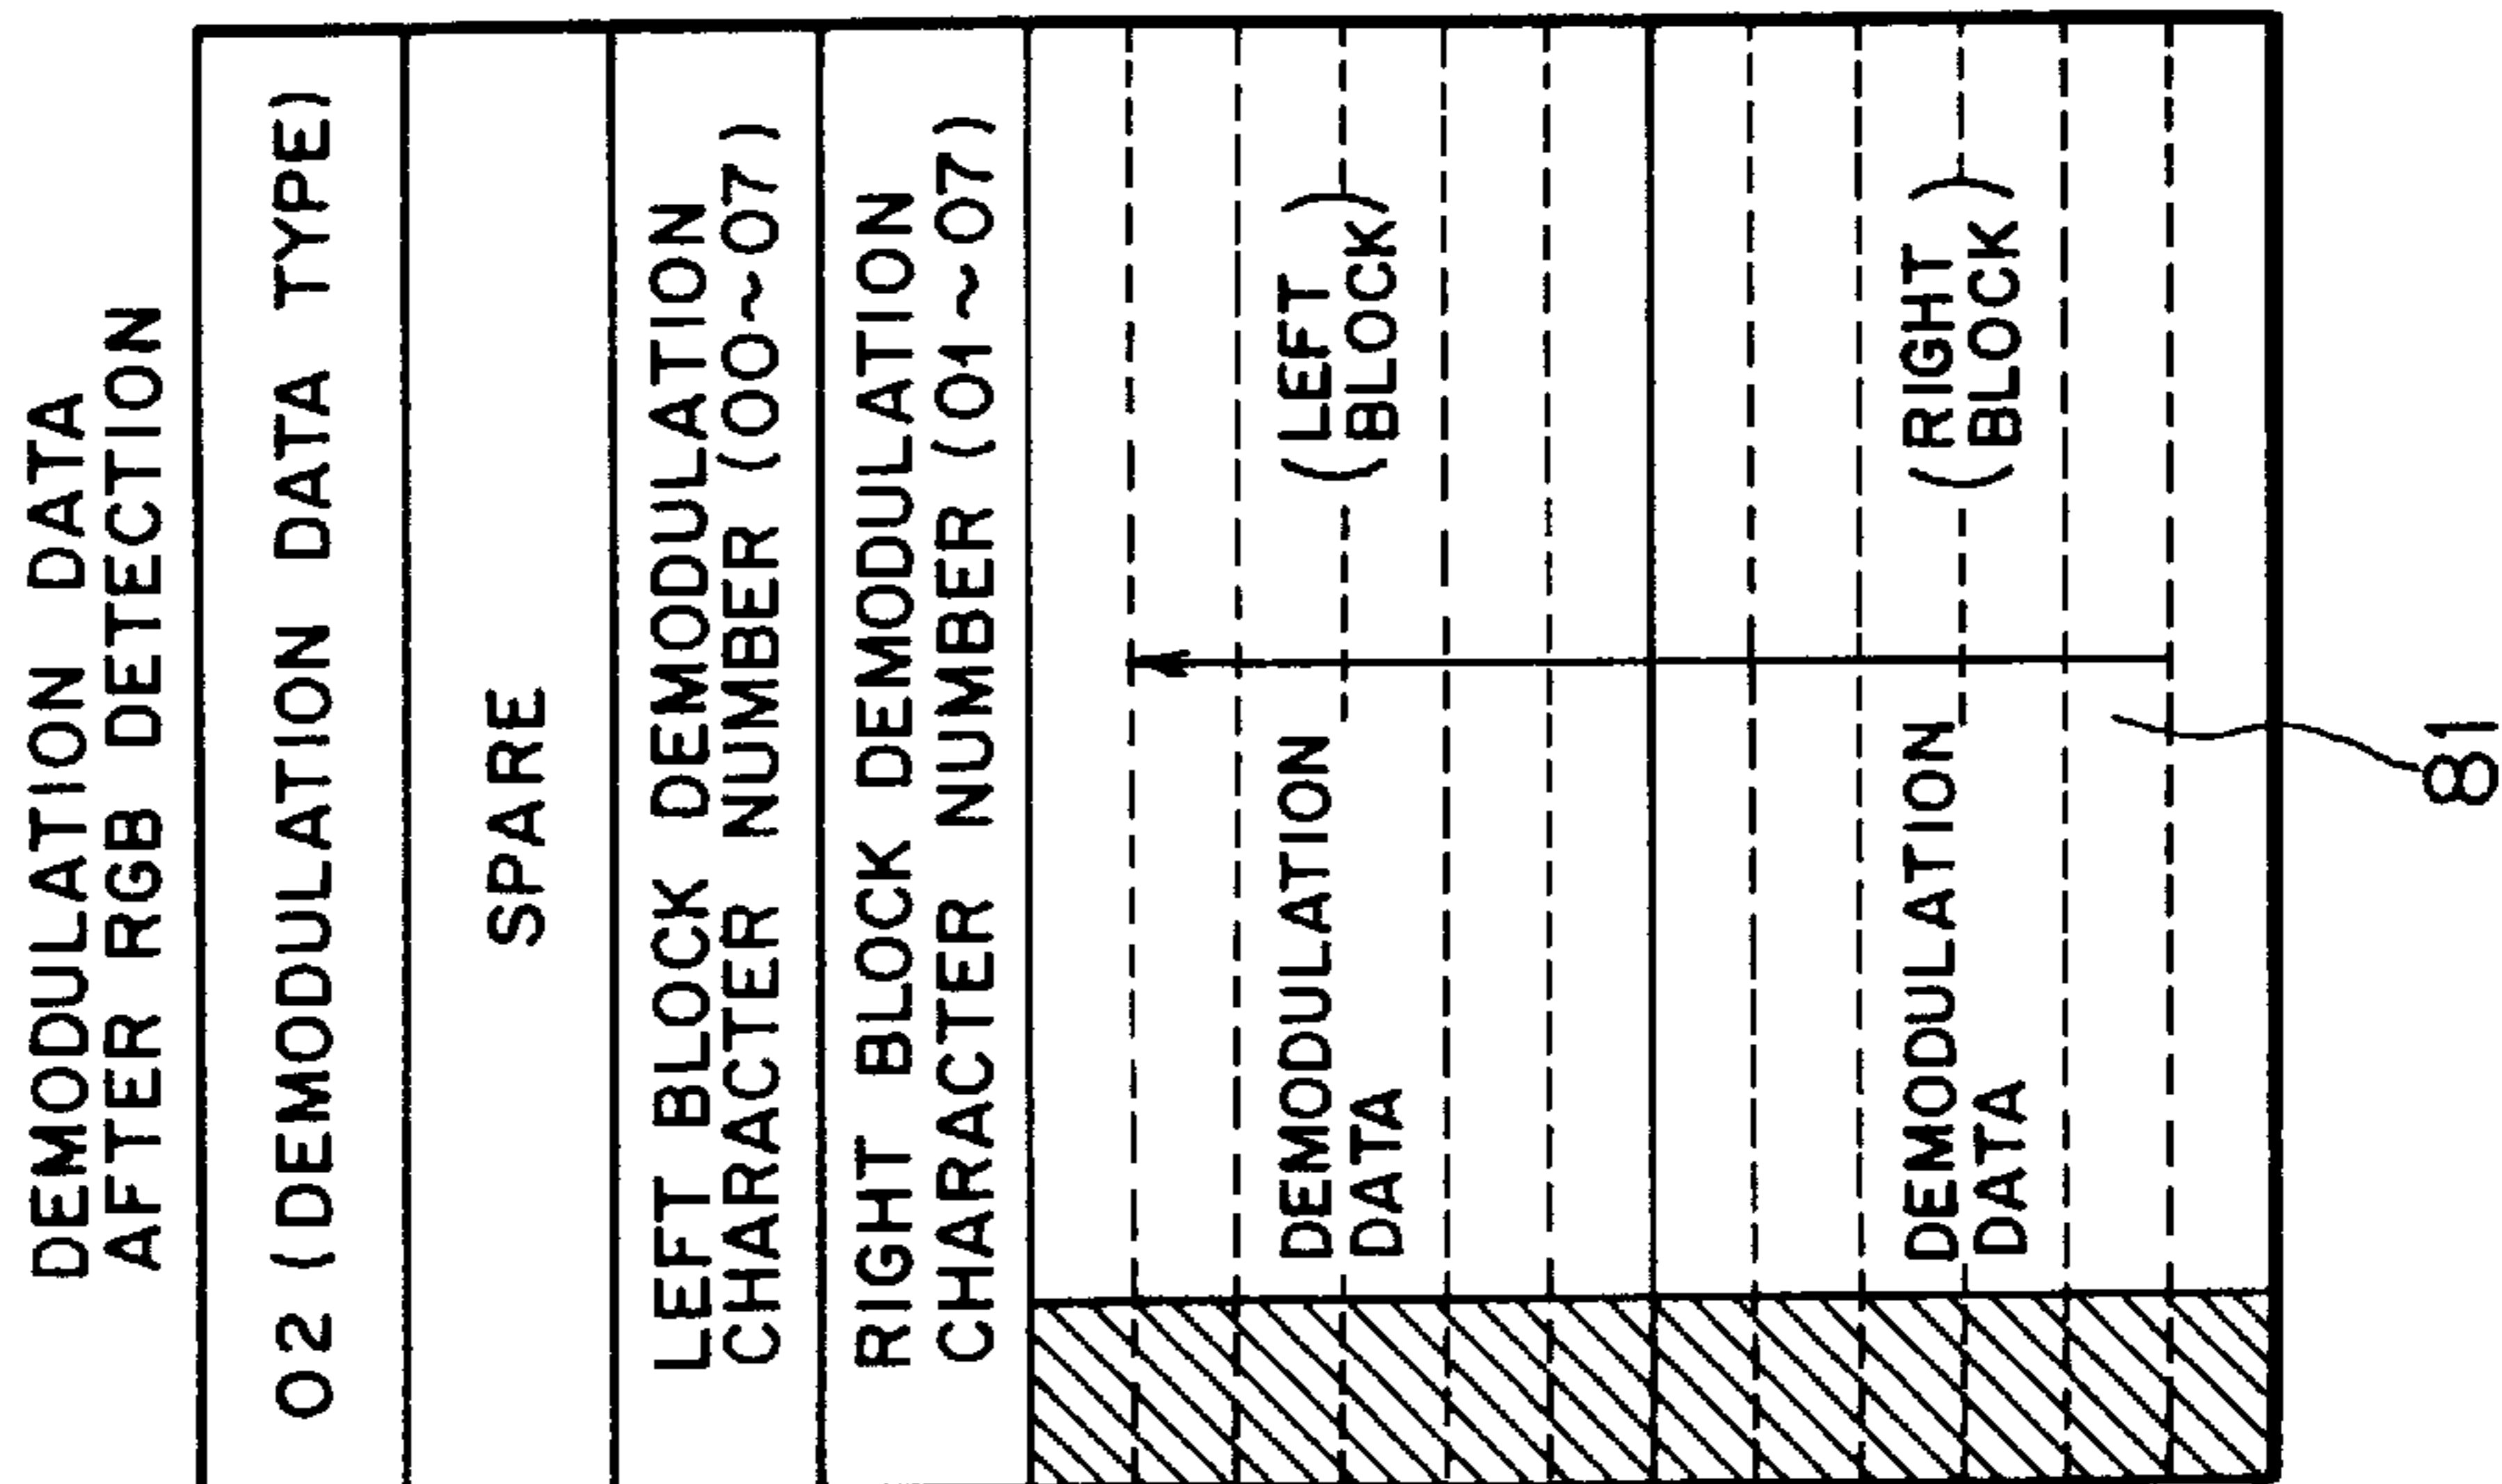 DEMODULATION DATA
AFTER RGB DETECTION
02 (DEMODULATION DATA DATA TYPE)
SPARE
LEFT BLOCK DEMODULATION
CHARACTER NUMBER (00~07)
RIGHT BLOCK DEMODULATION
CHARACTER NUMBER (01~07)
DEMODULATION (LEFT
DATA BLOCK)
DEMODULATION (RIGHT
DATA BLOCK)
81